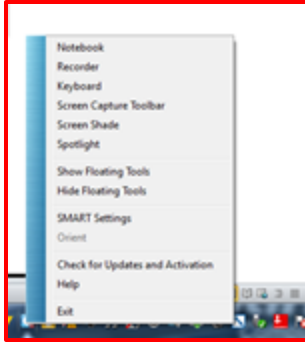 Notebook
Recorder
Keyboard
Screen Capture Toolbar
Screen Shade
Spotlight
Show Floating Tools
Hide Floating Tools
SMART Settings
Orient
Check for Updates and Activation
Help
Exit